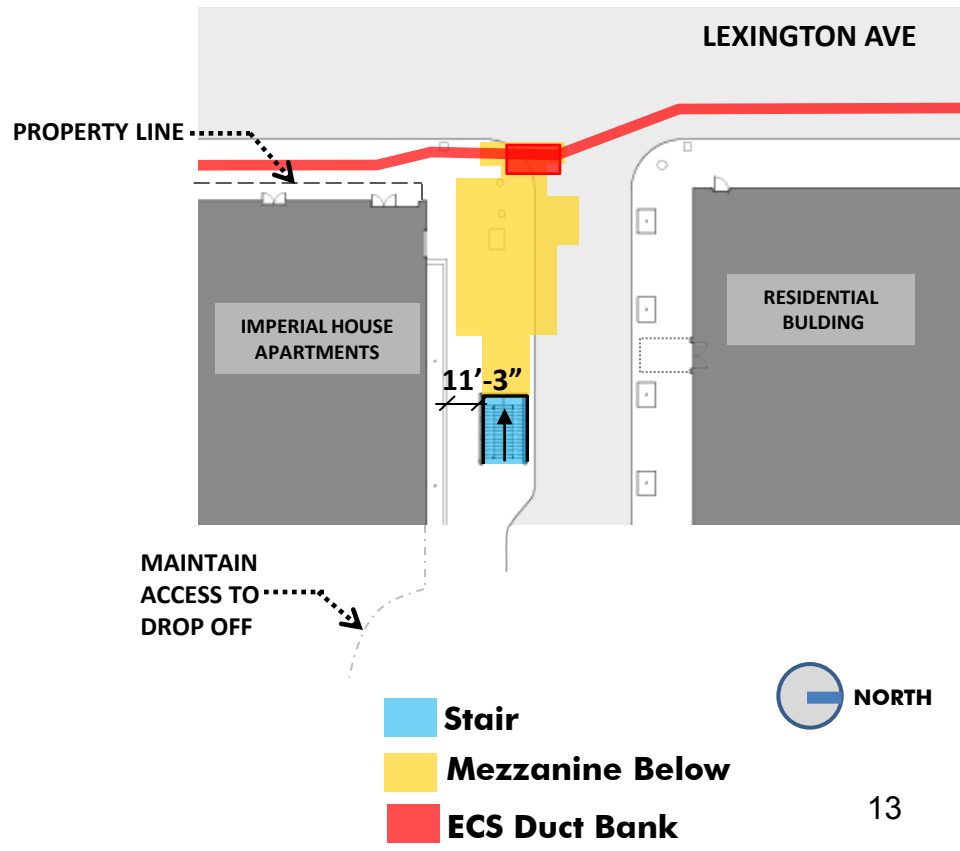 LEXINGTON AVE
PROPERTY LINE
IMPERIAL HOUSE
APARTMENTS
RESIDENTIAL
BULDING
11’-3”
MAINTAIN
ACCESS TO
DROP OFF
NORTH
Stair
Mezzanine Below
ECS Duct Bank
13